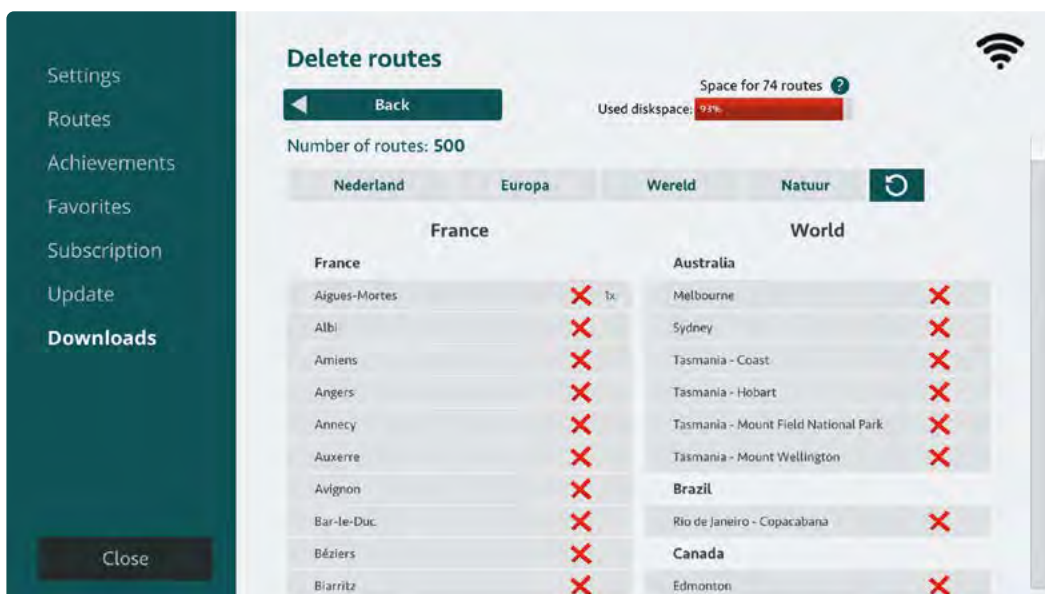 Settings
Routes
Achievements
Favorites
Subscription
Update
Downloads
Close
Delete routes
Back
Space for 74 routes ?
Used diskspace: 93%
Number of routes: 500
Nederland Europa Wereld Natuur
France
France
Aigues-Mortes 1x
Albi
Amiens
Angers
Annecy
Auxerre
Avignon
Bar-le-Duc
Béziers
Biarritz
World
Australia
Melbourne
Sydney
Tasmania - Coast
Tasmania - Hobart
Tasmania - Mount Field National Park
Tasmania - Mount Wellington
Brazil
Rio de Janeiro - Copacabana
Canada
Edmonton